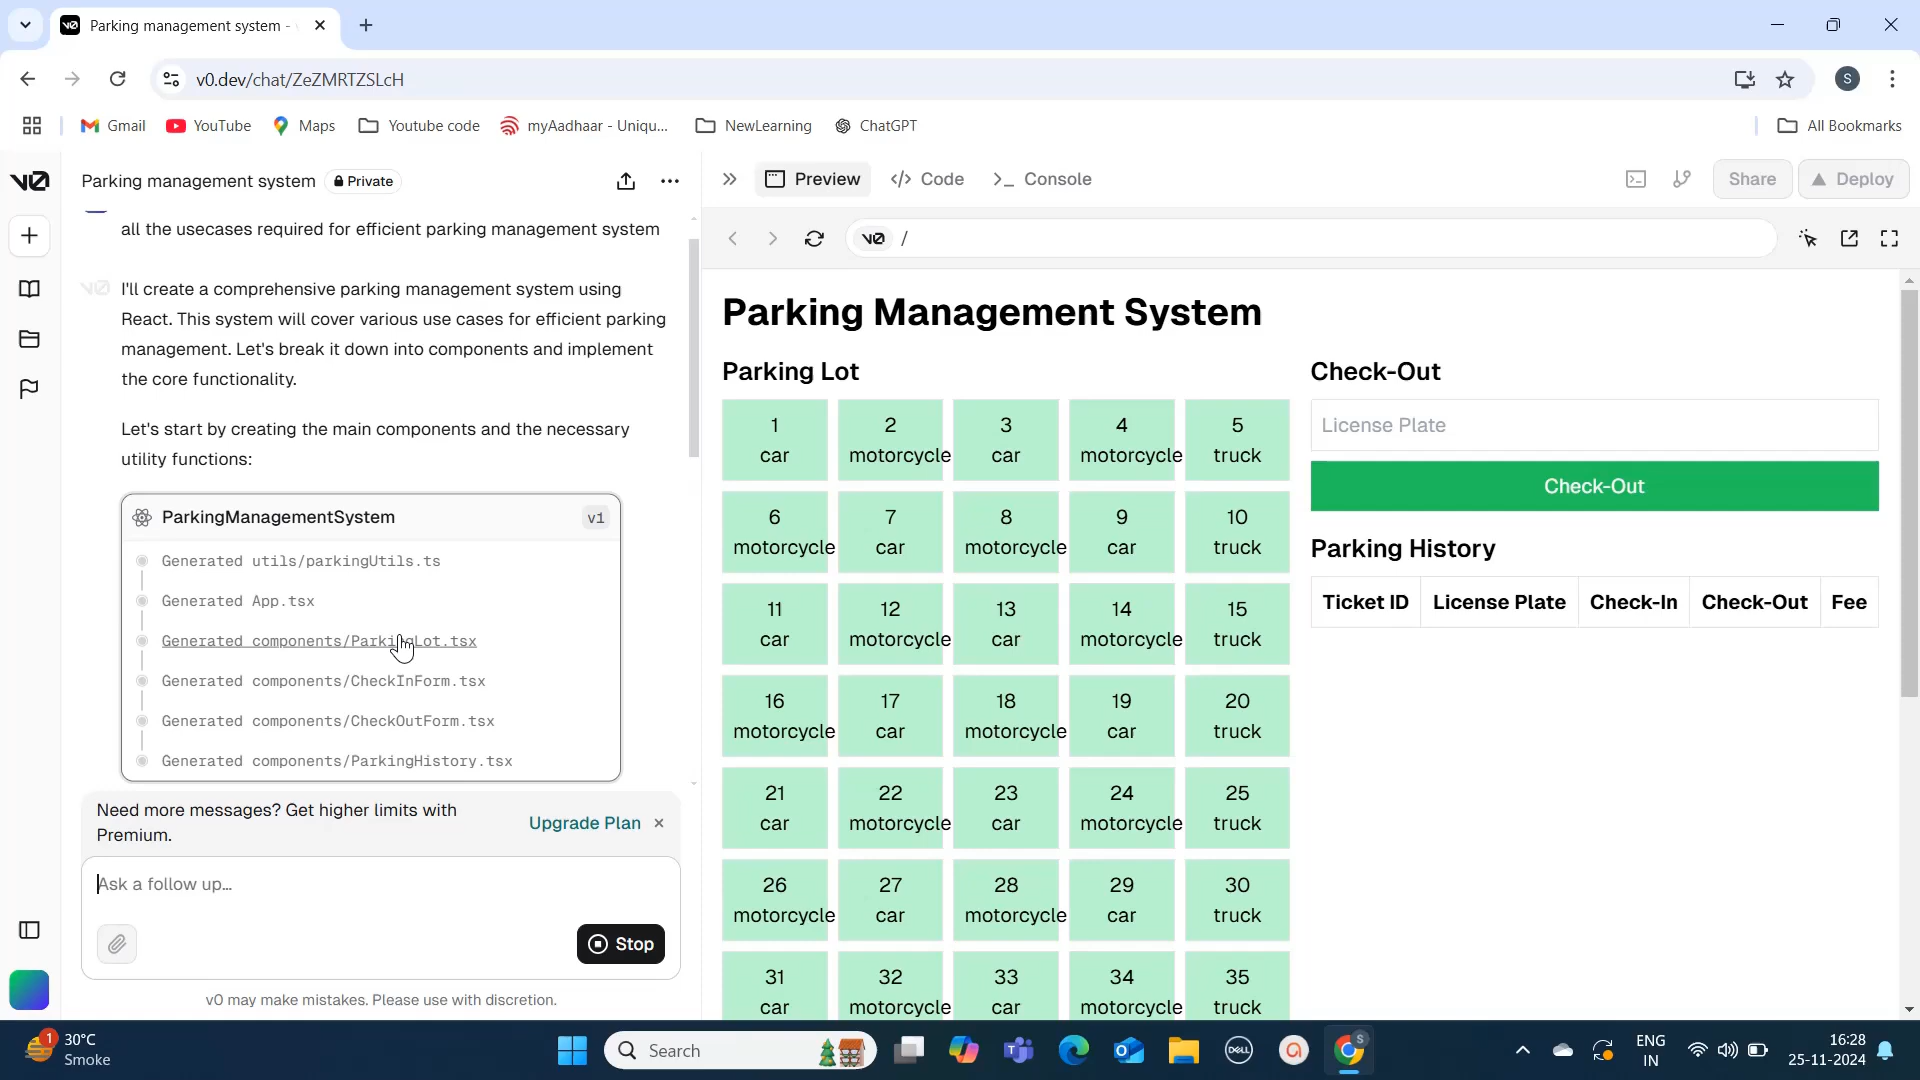 Parking management system -
v0.dev/chat/ZeZMRTZSLcH
S
Gmail
YouTube
Maps
Youtube code
myAadhaar - Uniqu...
NewLearning
ChatGPT
All Bookmarks
Parking management system
Private
Preview
Code
Console
Share
Deploy
/
all the usecases required for efficient parking management system
I'll create a comprehensive parking management system using
React. This system will cover various use cases for efficient parking
management. Let's break it down into components and implement
the core functionality.
Let's start by creating the main components and the necessary
utility functions:
ParkingManagementSystem
v1
Generated utils/parkingUtils.ts
Generated App.tsx
Generated components/ParkingLot.tsx
Generated components/CheckInForm.tsx
Generated components/CheckOutForm.tsx
Generated components/ParkingHistory.tsx
Need more messages? Get higher limits with
Premium.
Upgrade Plan
Ask a follow up...
Stop
v0 may make mistakes. Please use with discretion.
Parking Management System
Parking Lot
1 2 3 4 5
car motorcycle car motorcycle truck
6 7 8 9 10
motorcycle car motorcycle car truck
11 12 13 14 15
car motorcycle car motorcycle truck
16 17 18 19 20
motorcycle car motorcycle car truck
21 22 23 24 25
car motorcycle car motorcycle truck
26 27 28 29 30
motorcycle car motorcycle car truck
31 32 33 34 35
car motorcycle car motorcycle truck
Check-Out
License Plate
Check-Out
Parking History
Ticket ID License Plate Check-In Check-Out Fee
1
30°C
Smoke
Search
DELL
S
ENG
IN
16:28
25-11-2024